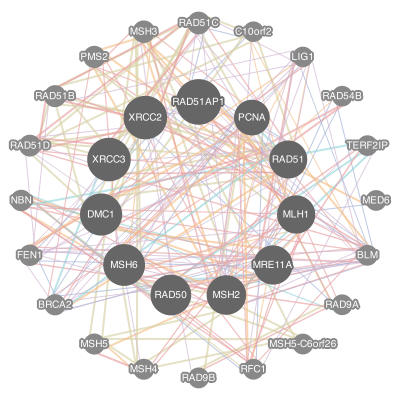 RAD51C
MSH3
C10orf2
PMS2
LIG1
RAD51B
RAD54B
RAD51AP1
XRCC2
PCNA
RAD51D
TERF2IP
XRCC3
RAD51
NBN
MED6
DMC1
MLH1
FEN1
BLM
MSH6
MRE11A
RAD50
MSH2
BRCA2
RAD9A
MSH5
MSH5-C6orf26
MSH4
RFC1
RAD9B